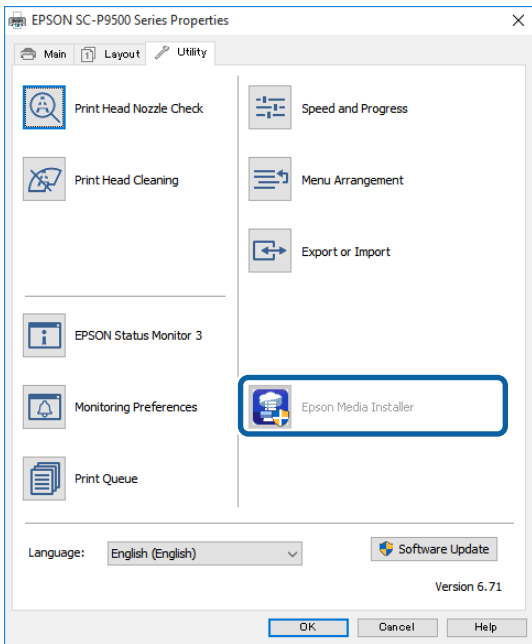 EPSON SC-P9500 Series Properties
Main
Layout
Utility
Print Head Nozzle Check
Speed and Progress
Print Head Cleaning
Menu Arrangement
Export or Import
EPSON Status Monitor 3
Monitoring Preferences
Epson Media Installer
Print Queue
Language:
English (English)
Software Update
Version 6.71
OK
Cancel
Help